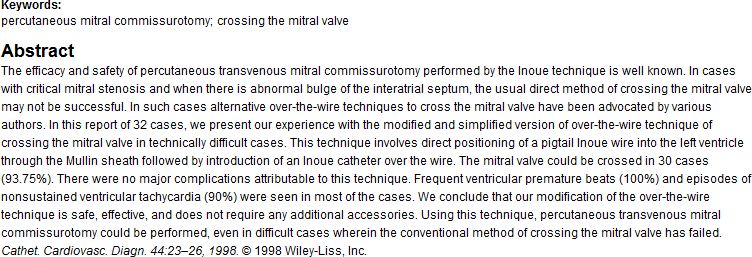 Keywords:
percutaneous mitral commissurotomy; crossing the mitral valve
Abstract
The efficacy and safety of percutaneous transvenous mitral commissurotomy performed by the Inoue technique is well known. In cases
with critical mitral stenosis and when there is abnormal bulge of the interatrial septum, the usual direct method of crossing the mitral valve
may not be successful. In such cases alternative over-the-wire techniques to cross the mitral valve have been advocated by various
authors. In this report of 32 cases, we present our experience with the modified and simplified version of over-the-wire technique of
crossing the mitral valve in technically difficult cases. This technique involves direct positioning of a pigtail Inoue wire into the left ventricle
through the Mullin sheath followed by introduction of an Inoue catheter over the wire. The mitral valve could be crossed in 30 cases
(93.75%). There were no major complications attributable to this technique. Frequent ventricular premature beats (100%) and episodes of
nonsustained ventricular tachycardia (90%) were seen in most of the cases. We conclude that our modification of the over-the-wire
technique is safe, effective, and does not require any additional accessories. Using this technique, percutaneous transvenous mitral
commissurotomy could be performed, even in difficult cases wherein the conventional method of crossing the mitral valve has failed.
Cathet. Cardiovasc. Diagn. 44:23–26, 1998. © 1998 Wiley-Liss, Inc.